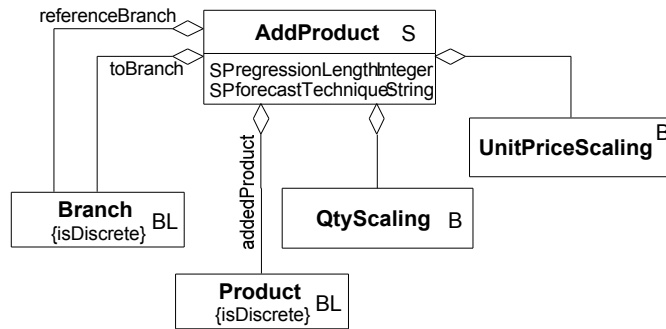 referenceBranch
AddProduct S
toBranch
SPregressionLength:Integer
SPforecastTechnique:String
UnitPriceScaling B
addedProduct
Branch BL
{isDiscrete}
QtyScaling B
Product BL
{isDiscrete}